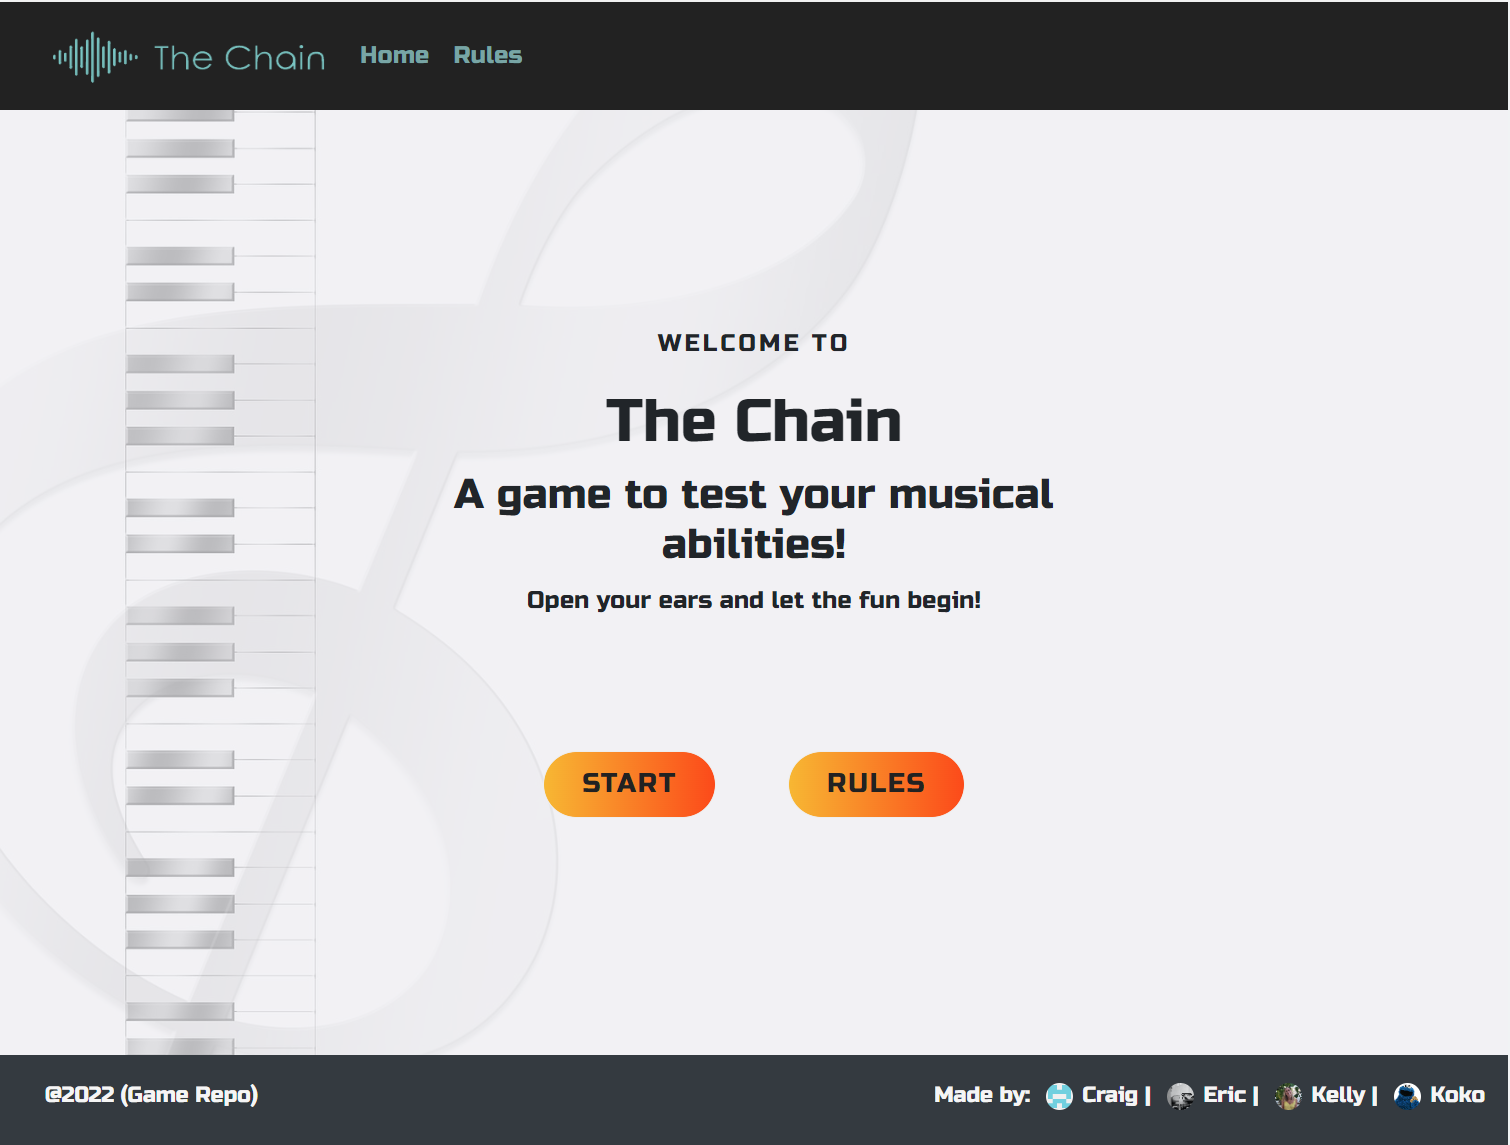 The Chain Home Rules
WELCOME TO
The Chain
A game to test your musical
abilities!
Open your ears and let the fun begin!
START RULES
@2022 (Game Repo) Made by: Craig | Eric | Kelly | Koko